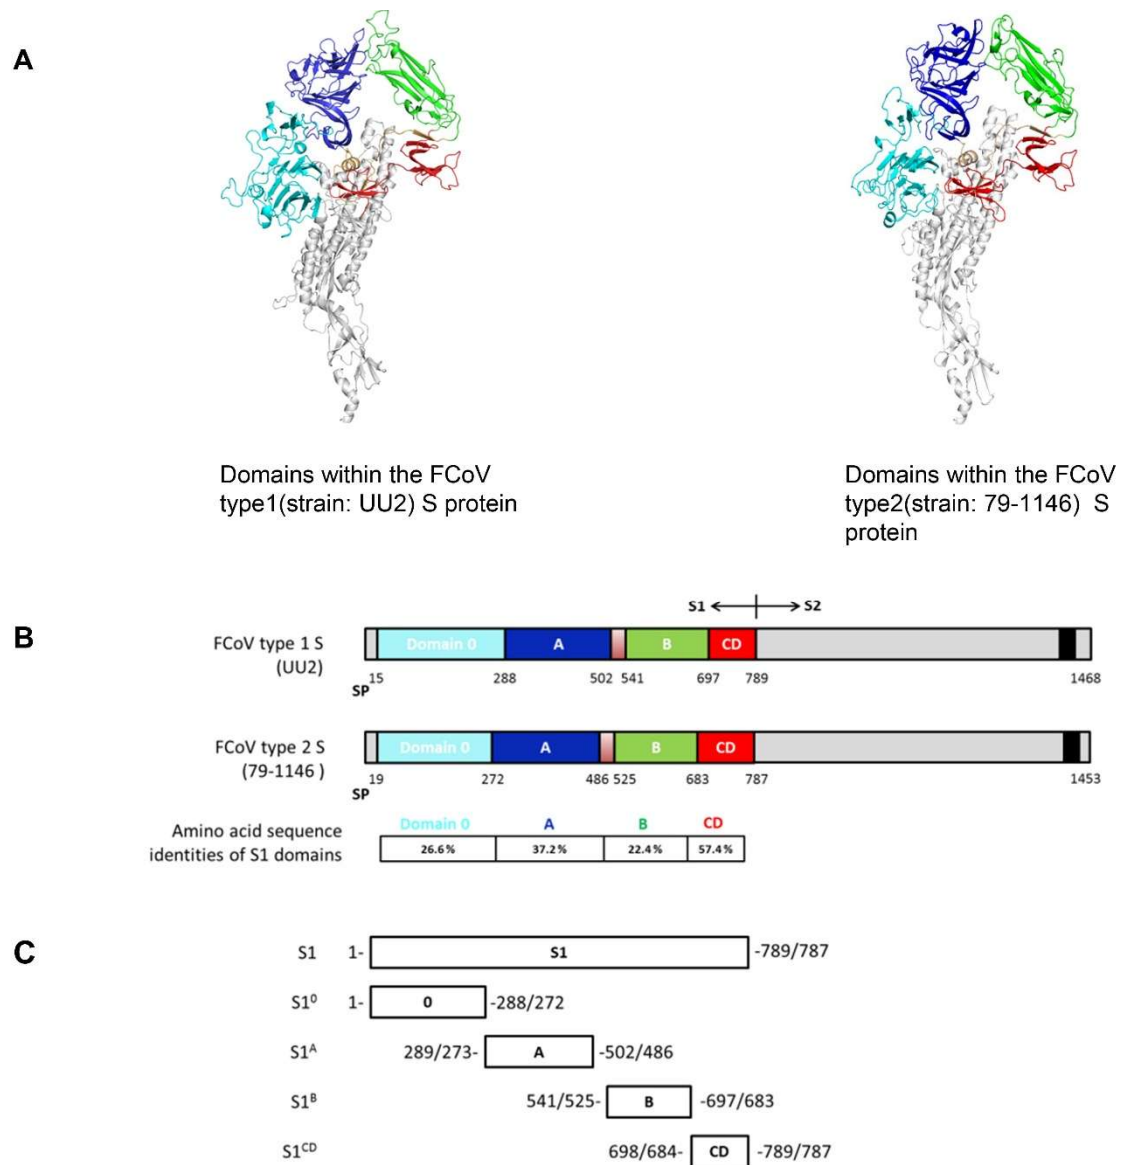 A
Domains within the FCoV
type1(strain: UU2) S protein
Domains within the FCoV
type2(strain: 79-1146) S
protein
B
S1 S2
FCoV type 1 S
(UU2)
Domain 0 A B CD
SP 15 288 502 541 697 789 1468
FCoV type 2 S
(79-1146 )
Domain 0 A B CD
SP 19 272 486 525 683 787 1453
Amino acid sequence
identities of S1 domains
Domain 0 A B CD
26.6% 37.2% 22.4% 57.4%
C
S1 1- S1 -789/787
S1⁰ 1- 0 -288/272
S1ᴬ 289/273- A -502/486
S1ᴮ 541/525- B -697/683
S1ᶜᴰ 698/684- CD -789/787